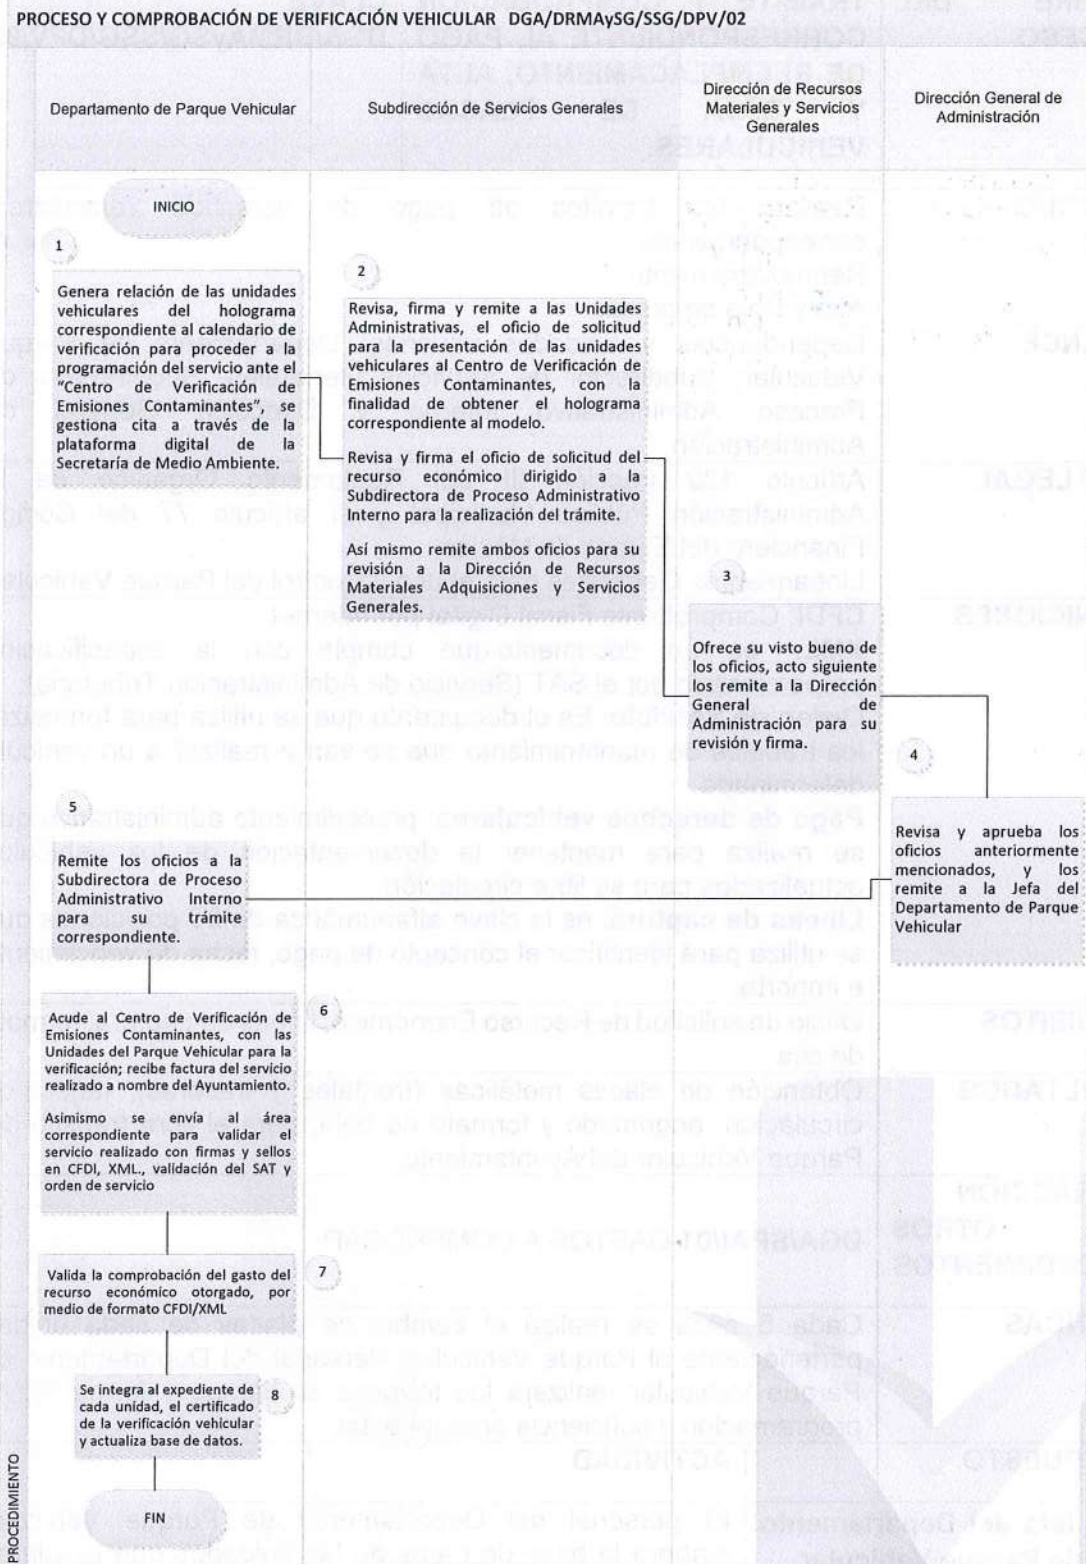 PROCESO Y COMPROBACIÓN DE VERIFICACIÓN VEHICULAR DGA/DRMAySG/SSG/DPV/02
Departamento de Parque Vehicular
Subdirección de Servicios Generales
Dirección de Recursos
Materiales y Servicios
Generales
Dirección General de
Administración
INICIO
1
Genera relación de las unidades
vehiculares del holograma
correspondiente al calendario de
verificación para proceder a la
programación del servicio ante el
"Centro de Verificación de
Emisiones Contaminantes", se
gestiona cita a través de la
plataforma digital de la
Secretaría de Medio Ambiente.
2
Revisa, firma y remite a las Unidades
Administrativas, el oficio de solicitud
para la presentación de las unidades
vehiculares al Centro de Verificación de
Emisiones Contaminantes, con la
finalidad de obtener el holograma
correspondiente al modelo.
Revisa y firma el oficio de solicitud del
recurso económico dirigido a la
Subdirectora de Proceso Administrativo
Interno para la realización del trámite.
Así mismo remite ambos oficios para su
revisión a la Dirección de Recursos
Materiales Adquisiciones y Servicios
Generales.
3
Ofrece su visto bueno de
los oficios, acto siguiente
los remite a la Dirección
General de
Administración para su
revisión y firma.
4
Revisa y aprueba los
oficios anteriormente
mencionados, y los
remite a la Jefa del
Departamento de Parque
Vehicular
5
Remite los oficios a la
Subdirectora de Proceso
Administrativo Interno
para su trámite
correspondiente.
6
Acude al Centro de Verificación de
Emisiones Contaminantes, con las
Unidades del Parque Vehicular para la
verificación; recibe factura del servicio
realizado a nombre del Ayuntamiento.
Asimismo se envía al área
correspondiente para validar el
servicio realizado con firmas y sellos
en CFDI, XML., validación del SAT y
orden de servicio
7
Valida la comprobación del gasto del
recurso económico otorgado, por
medio de formato CFDI/XML
8
Se integra al expediente de
cada unidad, el certificado
de la verificación vehicular
y actualiza base de datos.
FIN
PROCEDIMIENTO